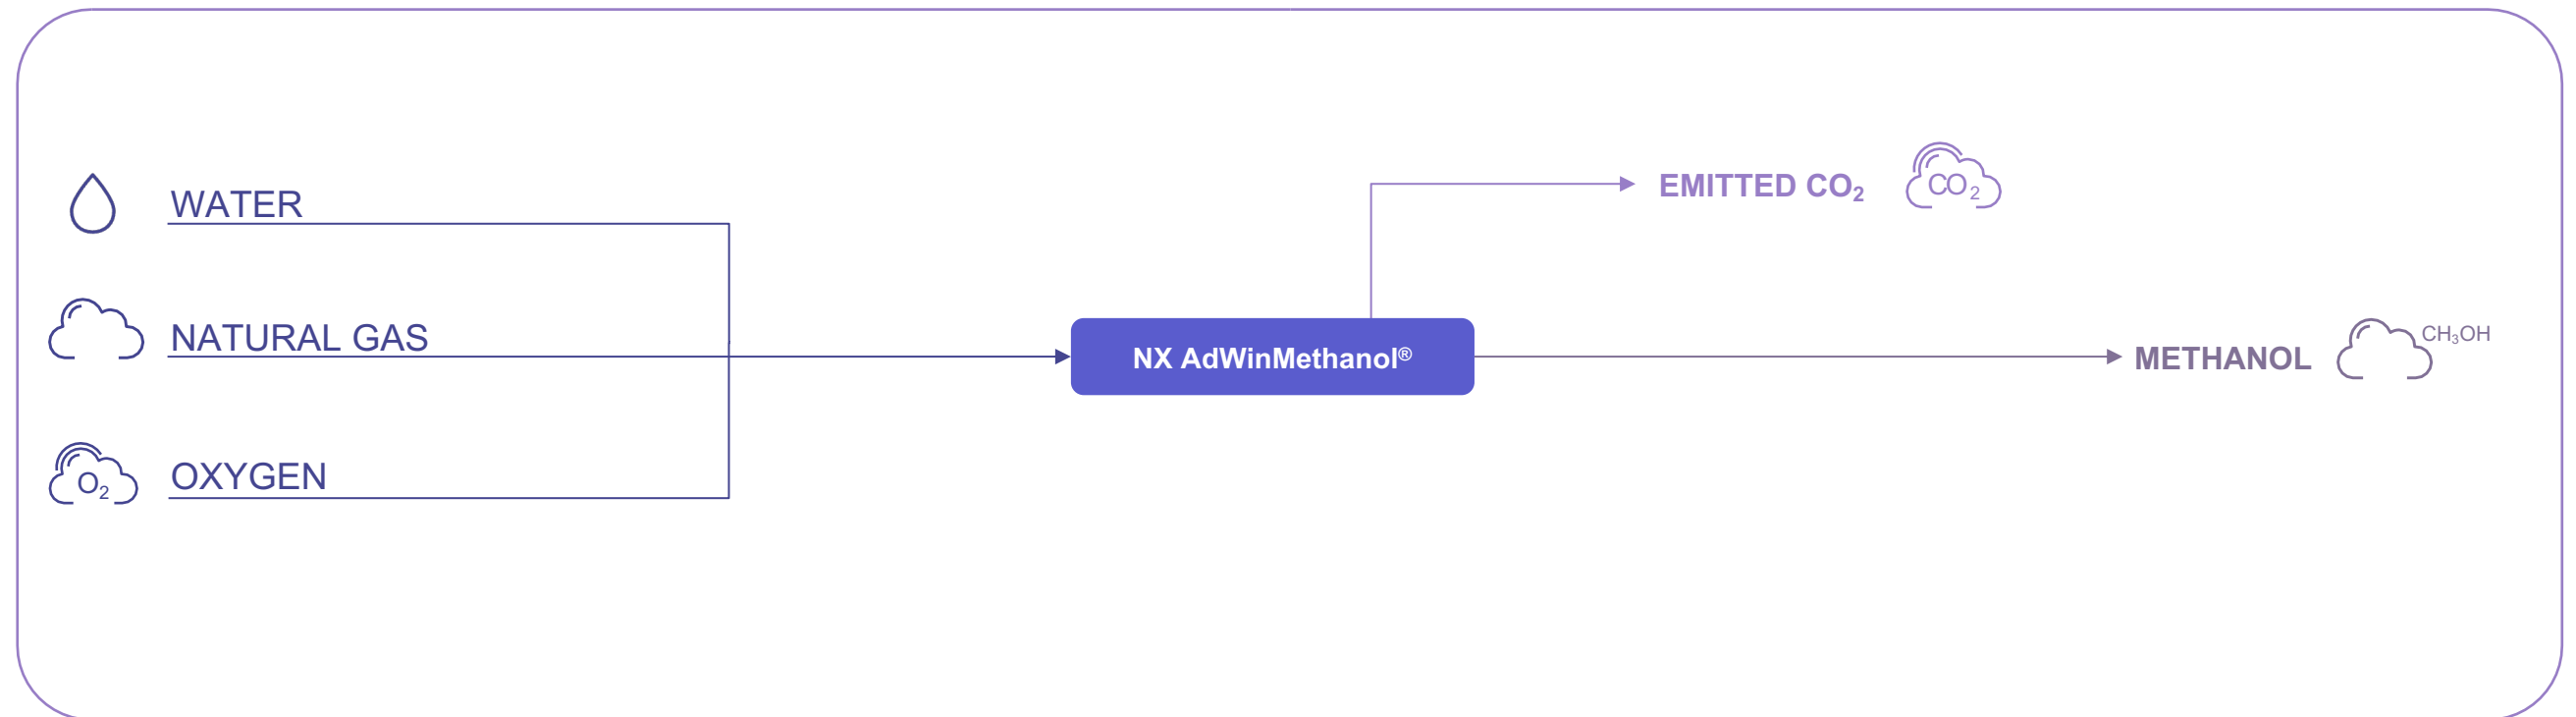 WATER
NATURAL GAS
O₂
OXYGEN
NX AdWinMethanol®
EMITTED CO₂
CO₂
METHANOL
CH₃OH